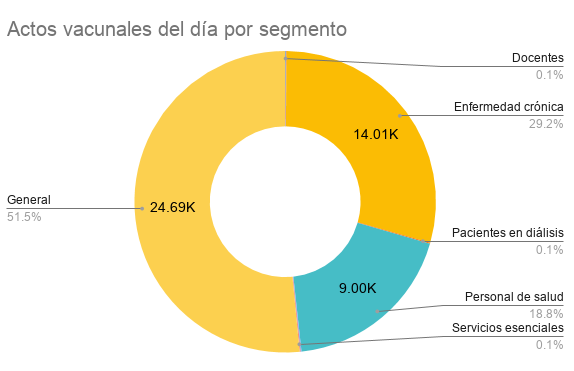 Actos vacunales del día por segmento
Docentes
0.1%
Enfermedad crónica
29.2%
14.01K
General
51.5%
24.69K
Pacientes en diálisis
0.1%
9.00K
Personal de salud
18.8%
Servicios esenciales
0.1%